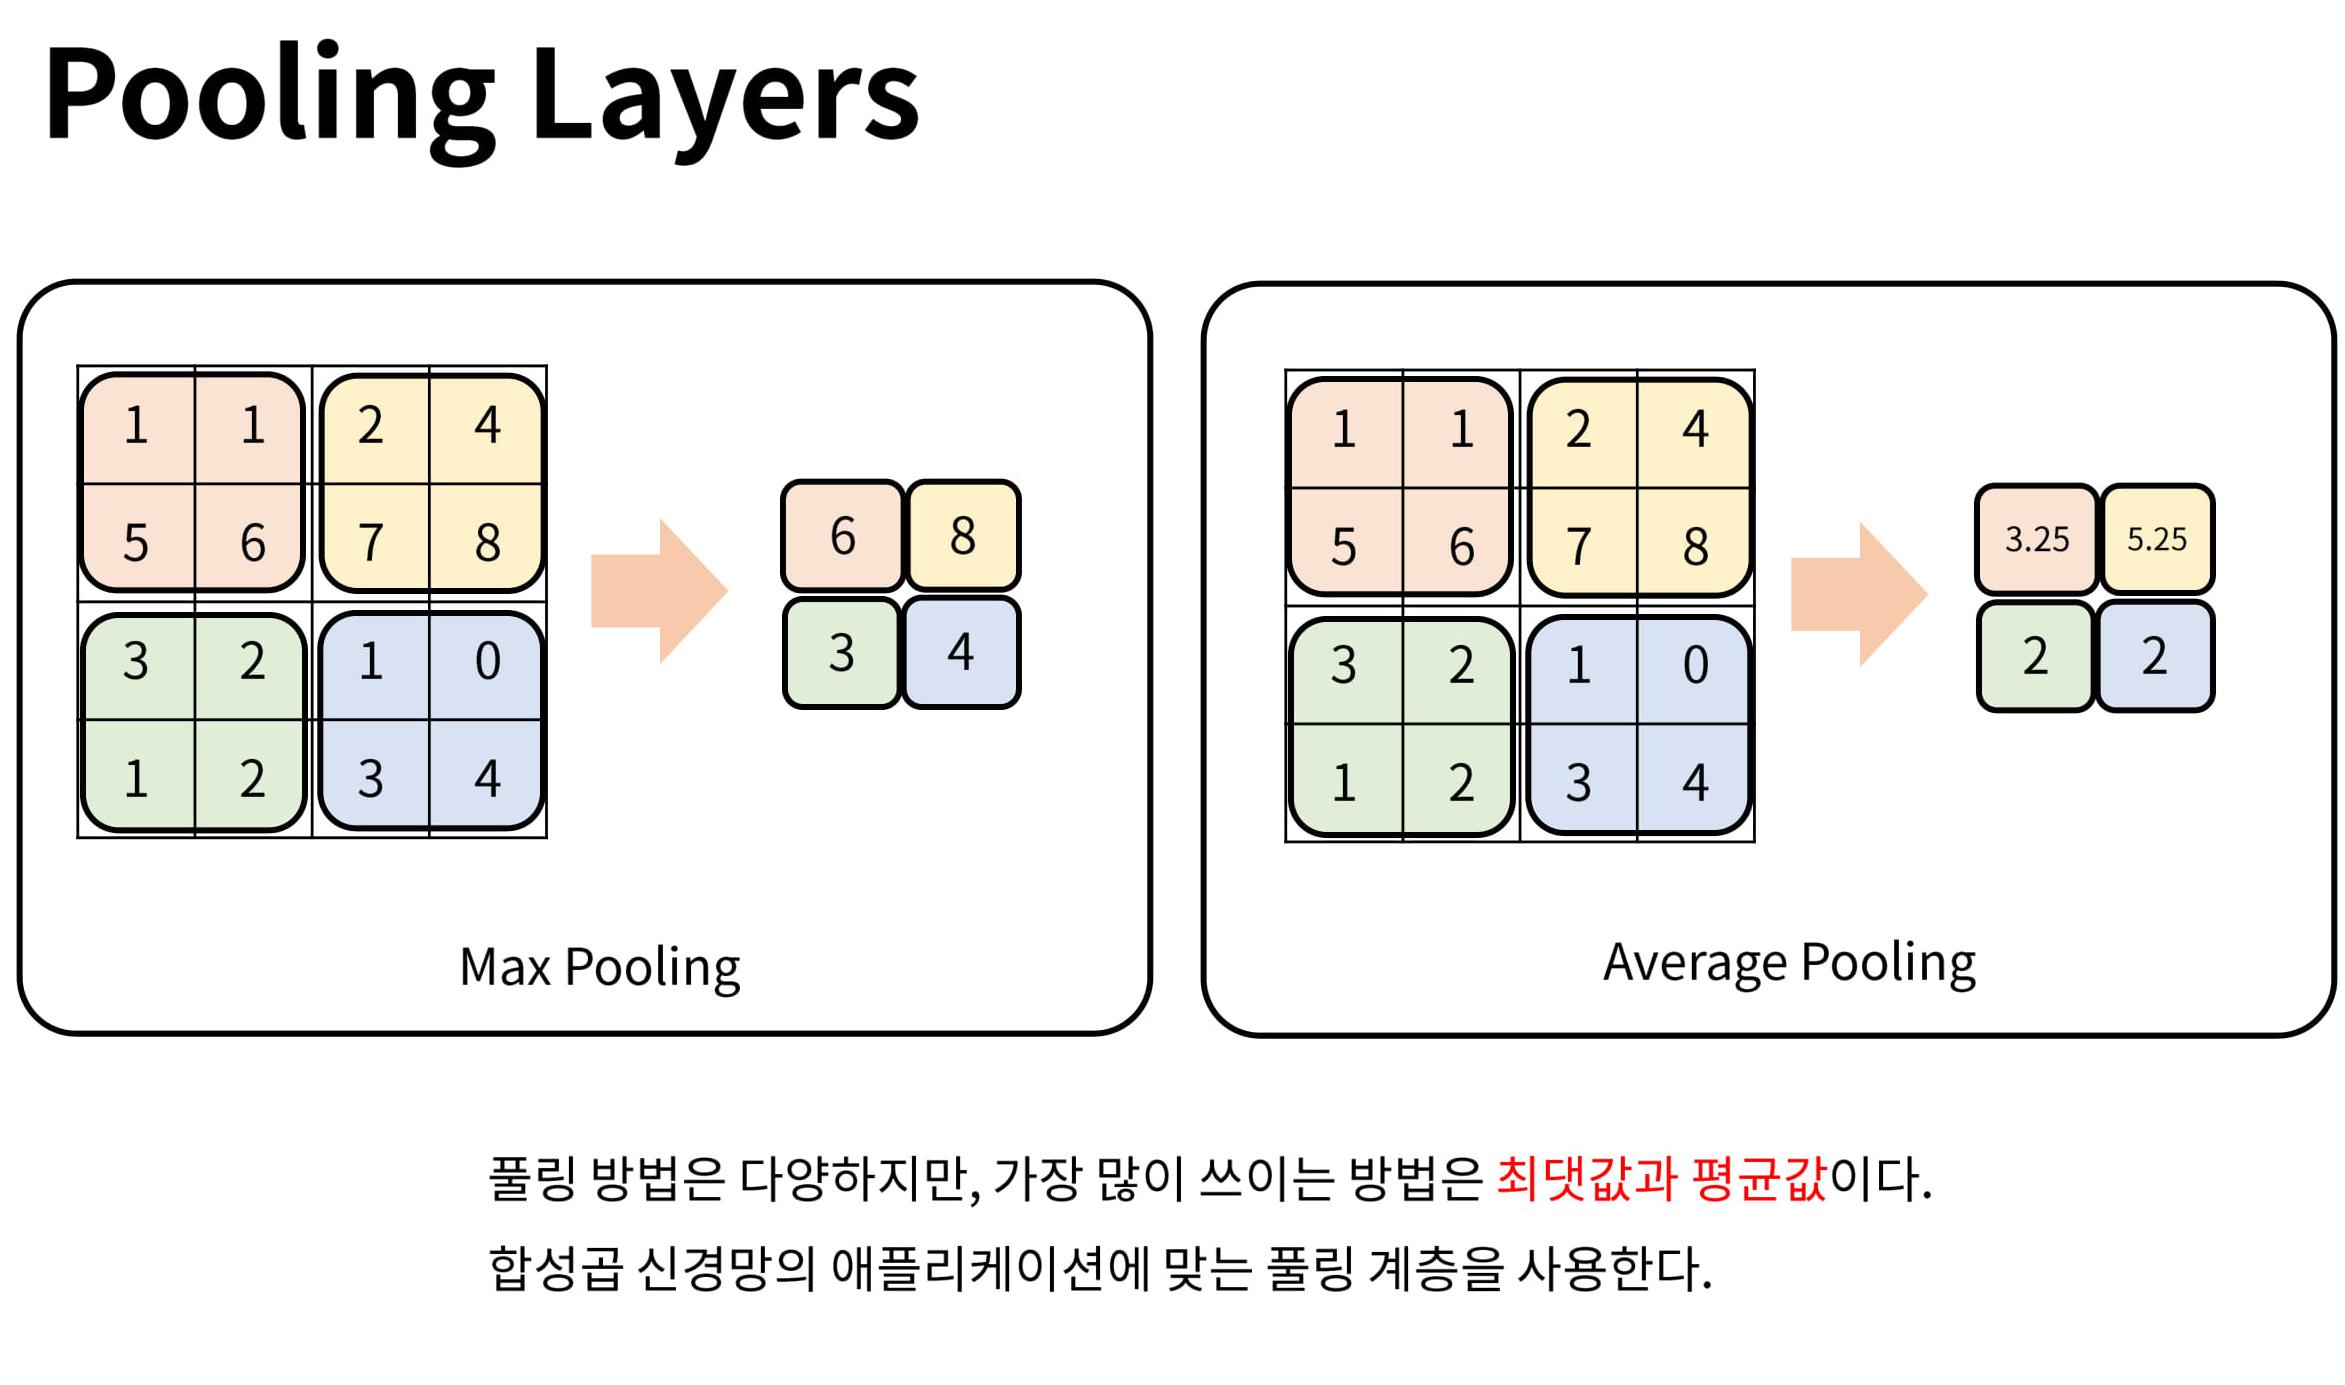 Pooling Layers
1 1 2 4
5 6 7 8
3 2 1 0
1 2 3 4
6 8
3 4
Max Pooling
1 1 2 4
5 6 7 8
3 2 1 0
1 2 3 4
3.25 5.25
2 2
Average Pooling
풀링 방법은 다양하지만, 가장 많이 쓰이는 방법은 최댓값과 평균값이다.
합성곱 신경망의 애플리케이션에 맞는 풀링 계층을 사용한다.